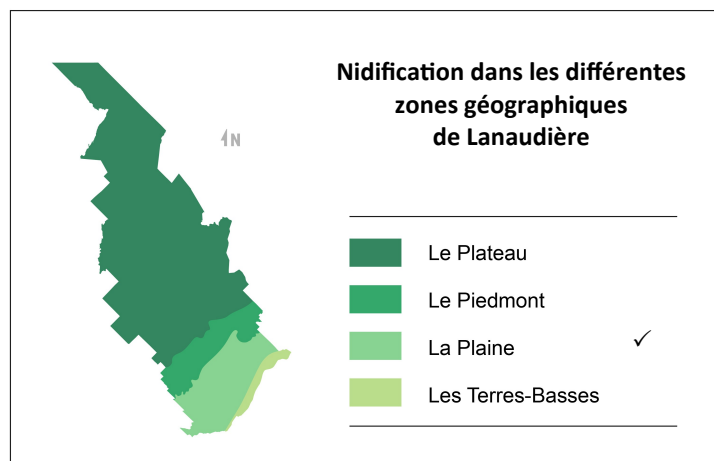 Nidification dans les différentes
zones géographiques
de Lanaudière
N
Le Plateau
Le Piedmont
La Plaine ✓
Les Terres-Basses